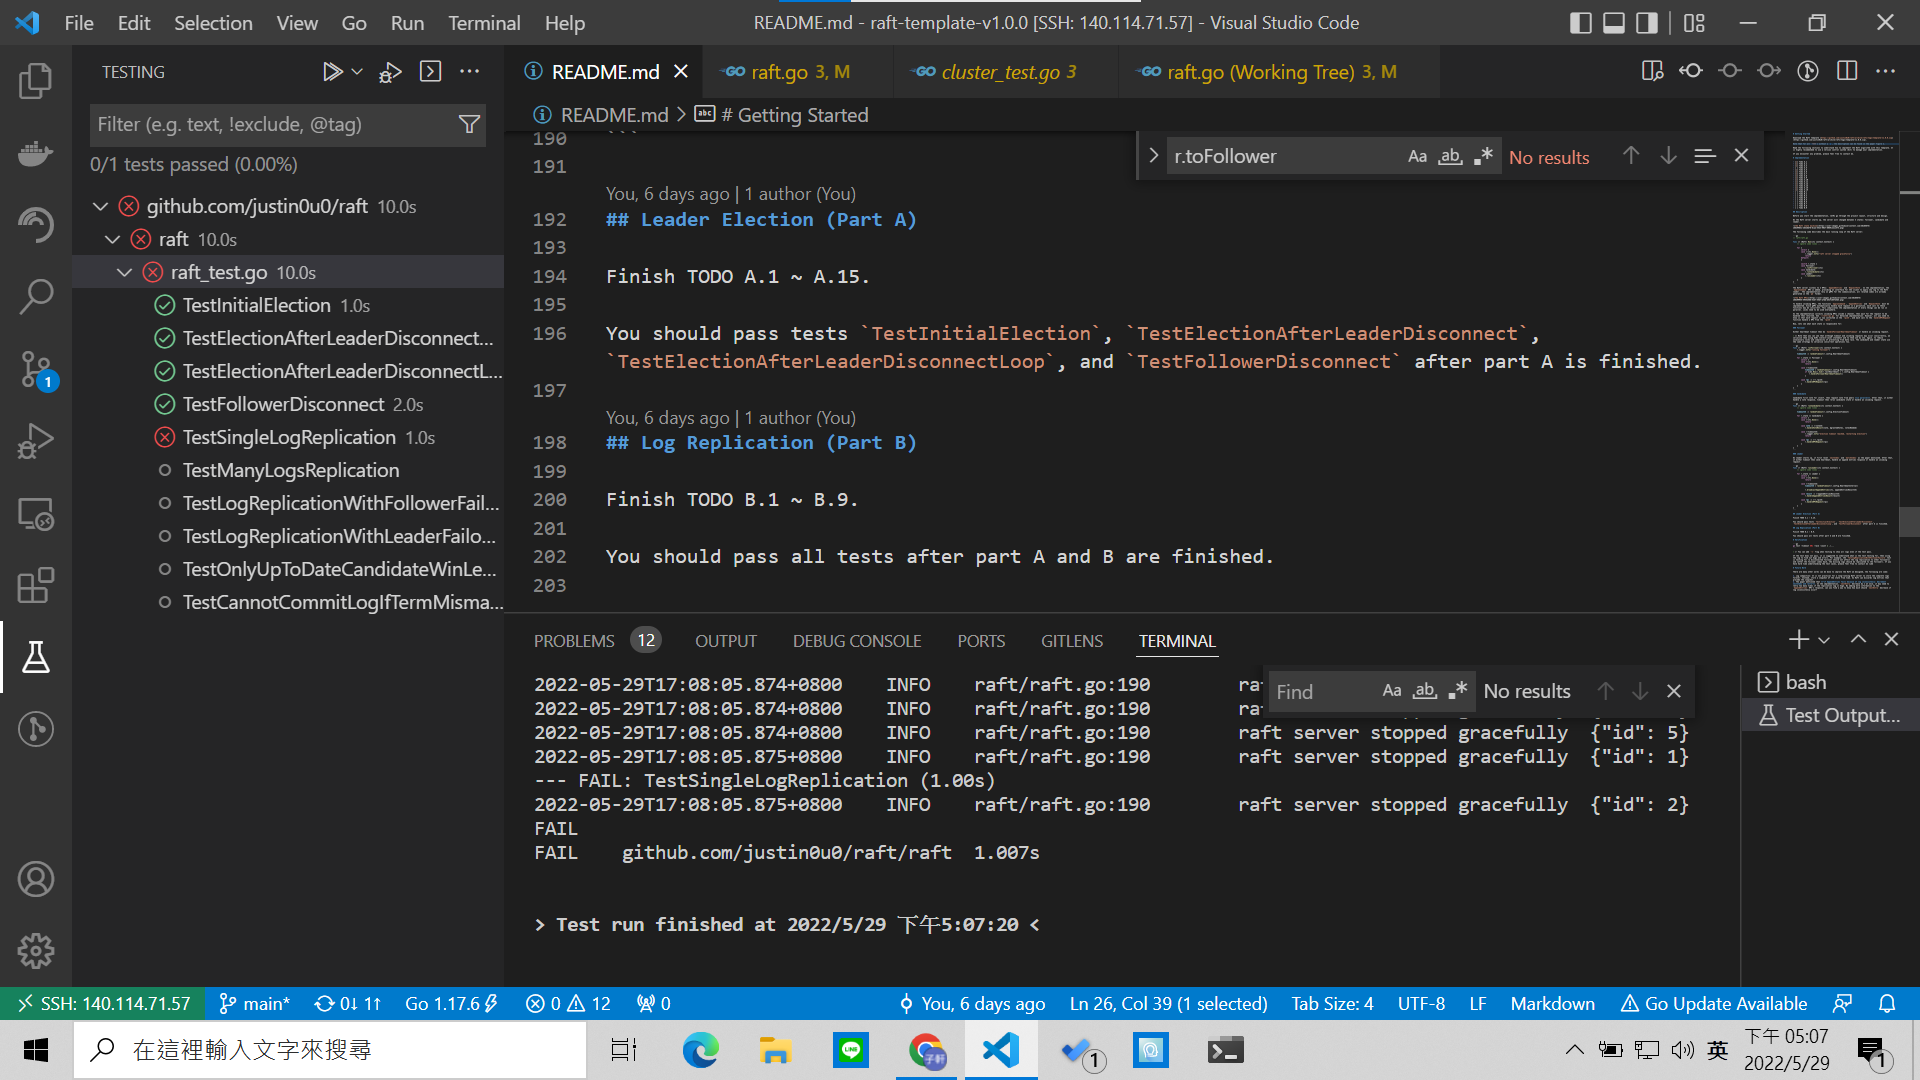 File Edit Selection View Go Run Terminal Help
README.md - raft-template-v1.0.0 [SSH: 140.114.71.57] - Visual Studio Code
TESTING
README.md
raft.go 3, M
cluster_test.go 3
raft.go (Working Tree) 3, M
Filter (e.g. text, !exclude, @tag)
0/1 tests passed (0.00%)
github.com/justin0u0/raft 10.0s
raft 10.0s
raft_test.go 10.0s
TestInitialElection 1.0s
TestElectionAfterLeaderDisconnect...
TestElectionAfterLeaderDisconnectL...
TestFollowerDisconnect 2.0s
TestSingleLogReplication 1.0s
TestManyLogsReplication
TestLogReplicationWithFollowerFail...
TestLogReplicationWithLeaderFailo...
TestOnlyUpToDateCandidateWinLe...
TestCannotCommitLogIfTermMisma...
README.md > # Getting Started
r.toFollower Aa ab No results
190 ```
191
You, 6 days ago | 1 author (You)
192 ## Leader Election (Part A)
193
194 Finish TODO A.1 ~ A.15.
195
196 You should pass tests `TestInitialElection`, `TestElectionAfterLeaderDisconnect`,
`TestElectionAfterLeaderDisconnectLoop`, and `TestFollowerDisconnect` after part A is finished.
197
You, 6 days ago | 1 author (You)
198 ## Log Replication (Part B)
199
200 Finish TODO B.1 ~ B.9.
201
202 You should pass all tests after part A and B are finished.
203
PROBLEMS 12 OUTPUT DEBUG CONSOLE PORTS GITLENS TERMINAL
Find Aa ab No results
2022-05-29T17:08:05.874+0800 INFO raft/raft.go:190 ra
2022-05-29T17:08:05.874+0800 INFO raft/raft.go:190 ra
2022-05-29T17:08:05.874+0800 INFO raft/raft.go:190 raft server stopped gracefully {"id": 5}
2022-05-29T17:08:05.875+0800 INFO raft/raft.go:190 raft server stopped gracefully {"id": 1}
--- FAIL: TestSingleLogReplication (1.00s)
2022-05-29T17:08:05.875+0800 INFO raft/raft.go:190 raft server stopped gracefully {"id": 2}
FAIL
FAIL github.com/justin0u0/raft/raft 1.007s
> Test run finished at 2022/5/29 下午5:07:20 <
bash
Test Output...
1
SSH: 140.114.71.57 main* 0↓ 1↑ Go 1.17.6 0 12 0
You, 6 days ago Ln 26, Col 39 (1 selected) Tab Size: 4 UTF-8 LF Markdown Go Update Available
在這裡輸入文字來搜尋
LINE
子軒
1
英
下午 05:07
2022/5/29
1